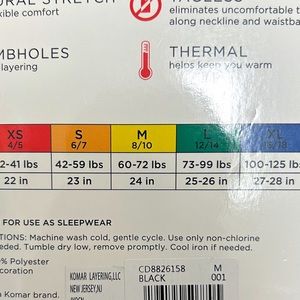 URAL STRETCH
xible comfort
TAGLESS
eliminates uncomfortable t
along neckline and waistba
MBHOLES
layering
THERMAL
helps keep you warm
XS S M L XL
4/5 6/7 8/10 12/14 16/18
2-41 lbs 42-59 lbs 60-72 lbs 73-99 lbs 100-125 lbs
22 in 23 in 24 in 25-26 in 27-28 in
FOR USE AS SLEEPWEAR
TIONS: Machine wash cold, gentle cycle. Use only non-chlorine
eeded. Tumble dry low, remove promptly. Cool iron if needed.
0% Polyester
coration
a Komar brand.
KOMAR LAYERING,LLC
NEW JERSEY,NJ
CD8826158 M
BLACK 001